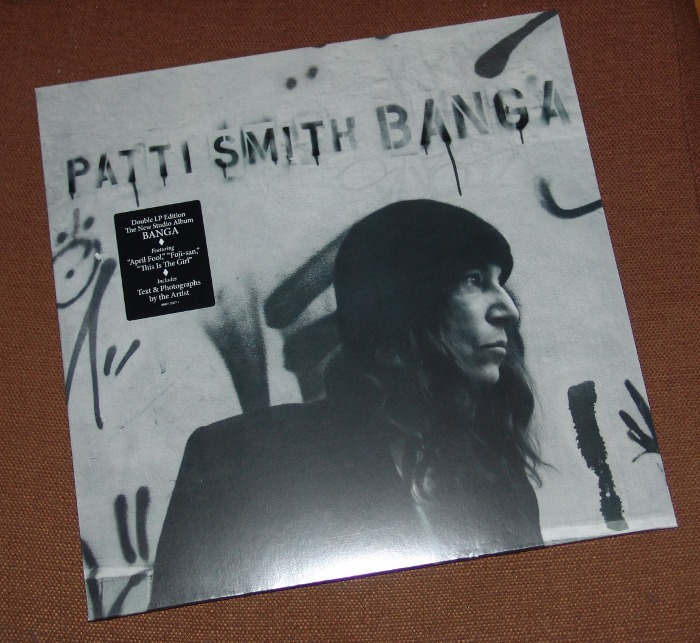 PATTI SMITH BANGA
Double LP Edition
The New Studio Album
BANGA
Featuring
"April Fool," "Fuji-san,"
"This Is The Girl"
Includes
Text & Photographs
by the Artist